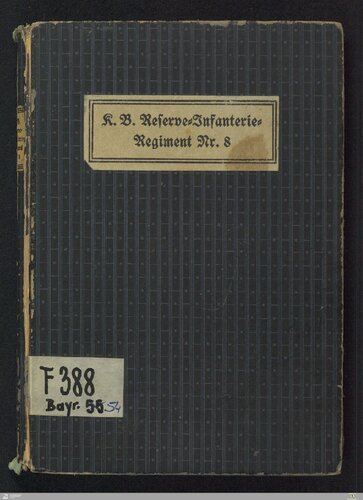 K. B. Reserve-Infanterie-
Regiment Nr. 8
F 388
Bayr. 55 54